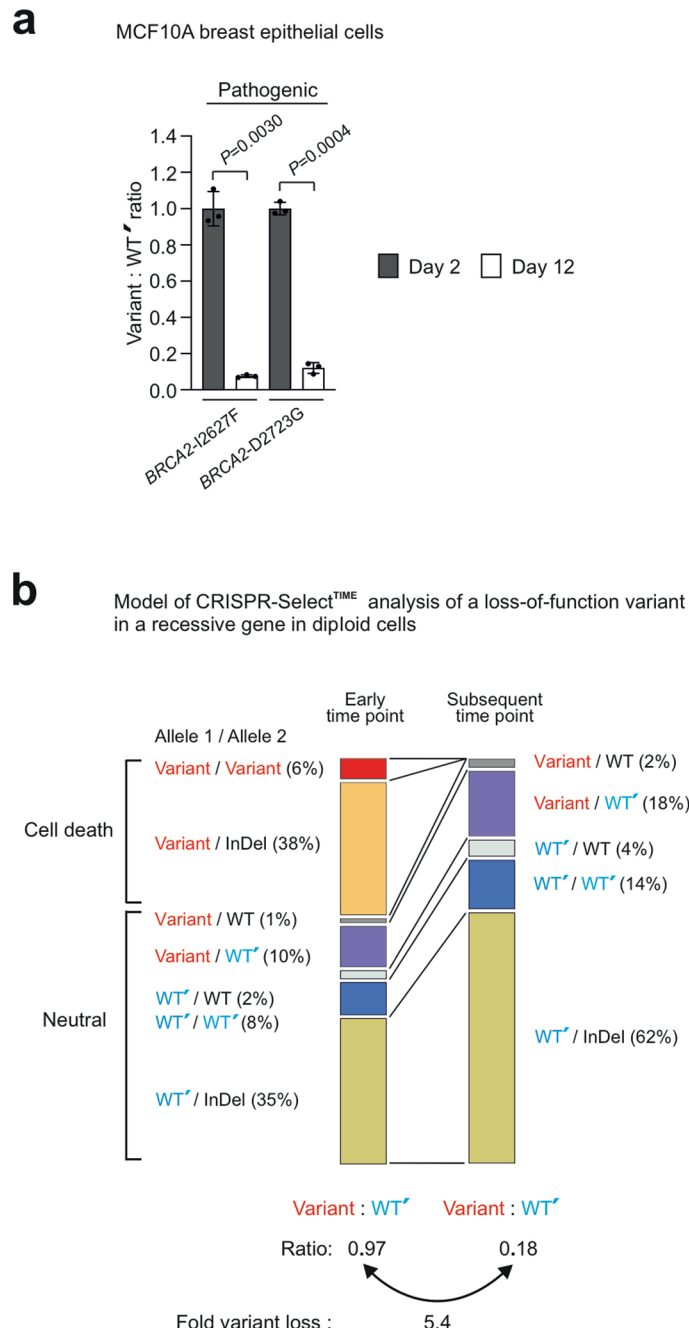 a
MCF10A breast epithelial cells
Pathogenic
P=0.0030
P=0.0004
1.4
1.2
1.0
0.8
0.6
0.4
0.2
0.0
Variant : WT′ ratio
Day 2
Day 12
BRCA2-I2627F
BRCA2-D2723G
b
Model of CRISPR-SelectTIME analysis of a loss-of-function variant
in a recessive gene in diploid cells
Early
time point
Subsequent
time point
Allele 1 / Allele 2
Cell death
Variant / Variant (6%)
Variant / InDel (38%)
Neutral
Variant / WT (1%)
Variant / WT′ (10%)
WT′ / WT (2%)
WT′ / WT′ (8%)
WT′ / InDel (35%)
Variant / WT (2%)
Variant / WT′ (18%)
WT′ / WT (4%)
WT′ / WT′ (14%)
WT′ / InDel (62%)
Variant : WT′
Variant : WT′
Ratio: 0.97 0.18
Fold variant loss : 5.4